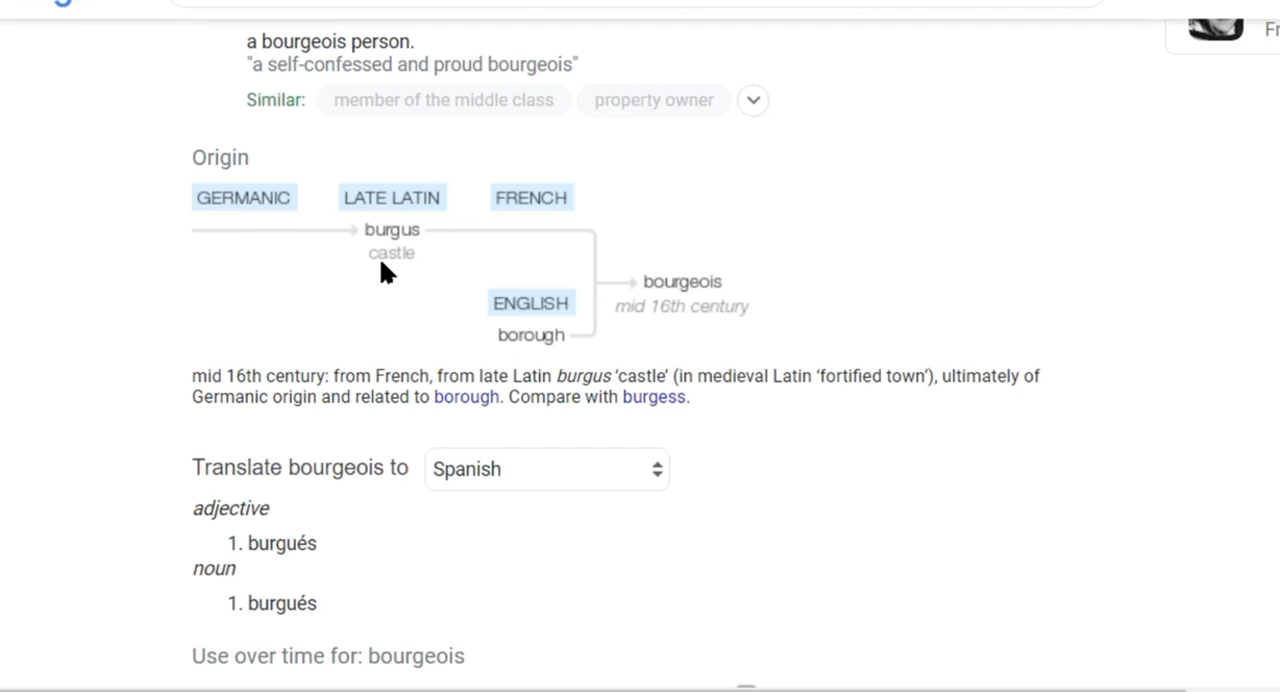 a bourgeois person.
"a self-confessed and proud bourgeois"
Similar: member of the middle class property owner
Origin
GERMANIC LATE LATIN FRENCH
burgus
castle
bourgeois
ENGLISH mid 16th century
borough
mid 16th century: from French, from late Latin burgus ‘castle’ (in medieval Latin ‘fortified town’), ultimately of
Germanic origin and related to borough. Compare with burgess.
Translate bourgeois to Spanish
adjective
1. burgués
noun
1. burgués
Use over time for: bourgeois